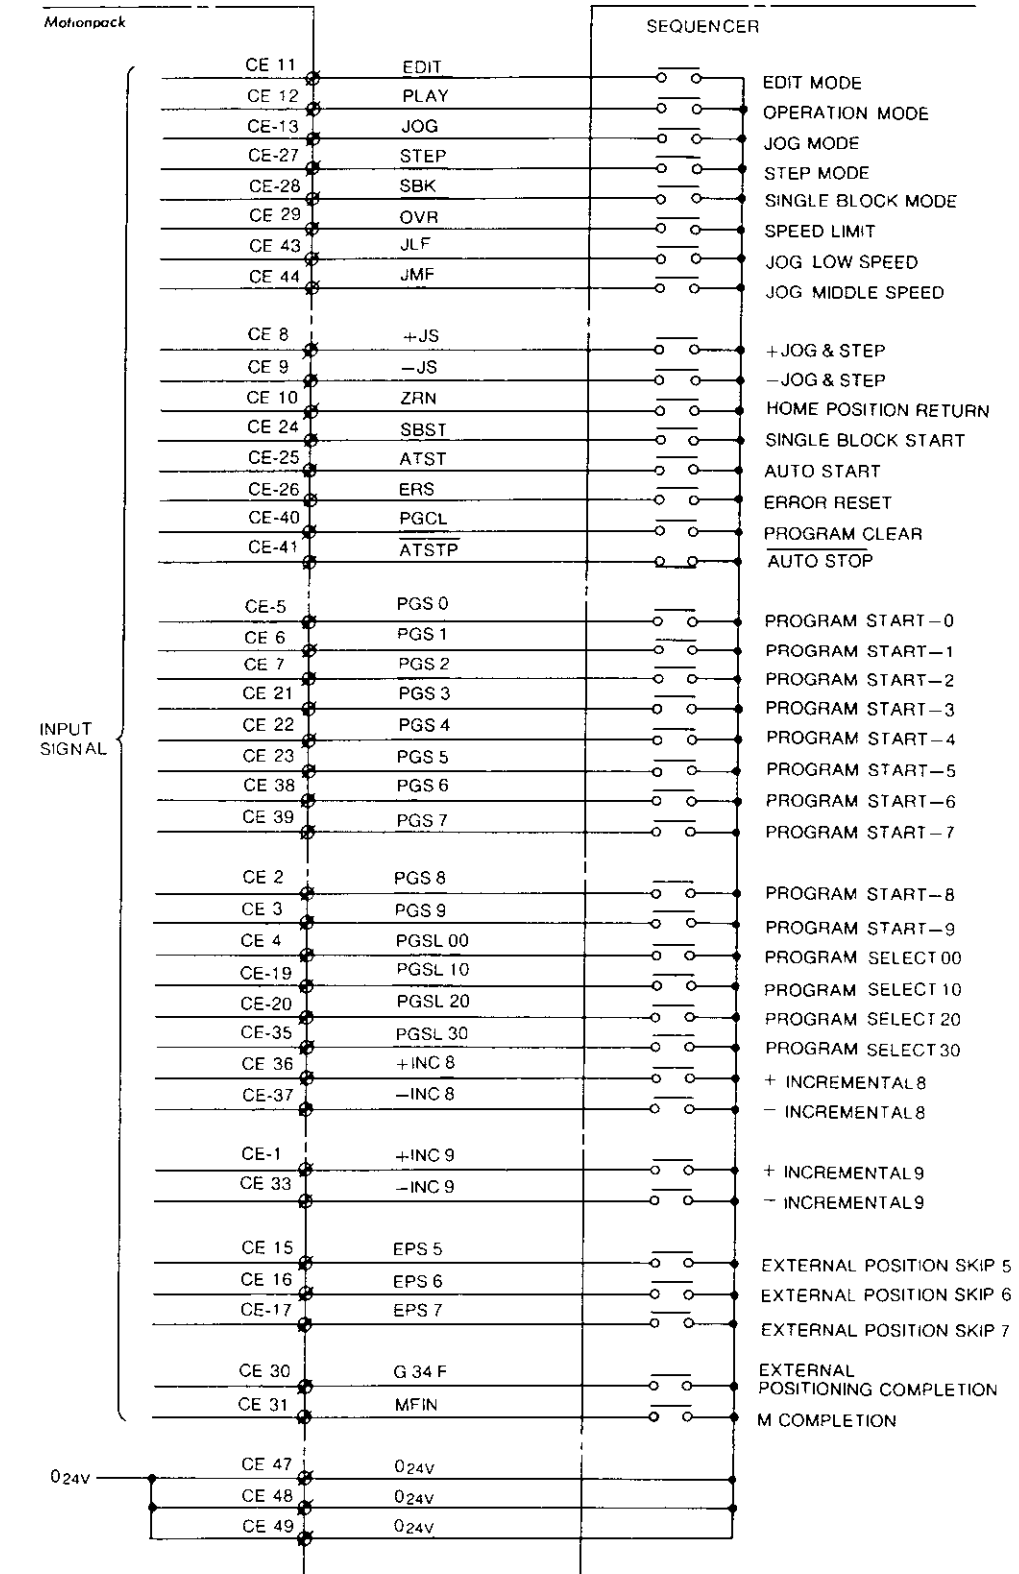 Motionpack SEQUENCER
CE 11 EDIT EDIT MODE
CE 12 PLAY OPERATION MODE
CE-13 JOG JOG MODE
CE-27 STEP STEP MODE
CE-28 SBK SINGLE BLOCK MODE
CE 29 OVR SPEED LIMIT
CE 43 JLF JOG LOW SPEED
CE 44 JMF JOG MIDDLE SPEED
CE 8 +JS +JOG & STEP
CE 9 −JS −JOG & STEP
CE 10 ZRN HOME POSITION RETURN
CE 24 SBST SINGLE BLOCK START
CE-25 ATST AUTO START
CE-26 ERS ERROR RESET
CE-40 PGCL PROGRAM CLEAR
CE-41 ATSTP AUTO STOP
CE-5 PGS 0 PROGRAM START−0
CE 6 PGS 1 PROGRAM START−1
CE 7 PGS 2 PROGRAM START−2
CE 21 PGS 3 PROGRAM START−3
CE 22 PGS 4 PROGRAM START−4
INPUT
SIGNAL
CE 23 PGS 5 PROGRAM START−5
CE 38 PGS 6 PROGRAM START−6
CE 39 PGS 7 PROGRAM START−7
CE 2 PGS 8 PROGRAM START−8
CE 3 PGS 9 PROGRAM START−9
CE 4 PGSL 00 PROGRAM SELECT 00
CE-19 PGSL 10 PROGRAM SELECT 10
CE-20 PGSL 20 PROGRAM SELECT 20
CE-35 PGSL 30 PROGRAM SELECT 30
CE 36 +INC 8 + INCREMENTAL 8
CE-37 −INC 8 − INCREMENTAL 8
CE-1 +INC 9 + INCREMENTAL 9
CE 33 −INC 9 − INCREMENTAL 9
CE 15 EPS 5 EXTERNAL POSITION SKIP 5
CE 16 EPS 6 EXTERNAL POSITION SKIP 6
CE-17 EPS 7 EXTERNAL POSITION SKIP 7
CE 30 G 34 F EXTERNAL
POSITIONING COMPLETION
CE 31 MFIN M COMPLETION
024V CE 47 024V
CE 48 024V
CE 49 024V